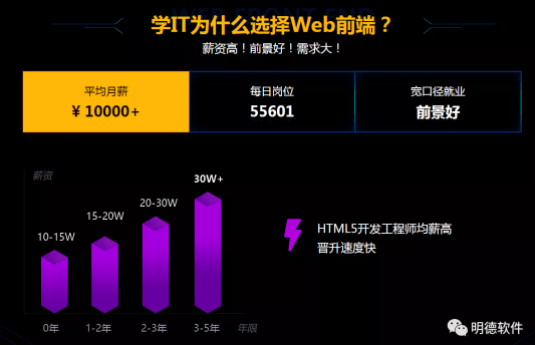 学IT为什么选择Web前端？
薪资高！前景好！需求大！
平均月薪
¥ 10000+
每日岗位
55601
宽口径就业
前景好
薪资
30W+
20-30W
15-20W
10-15W
HTML5开发工程师均薪高
晋升速度快
0年
1-2年
2-3年
3-5年
年限
明德软件